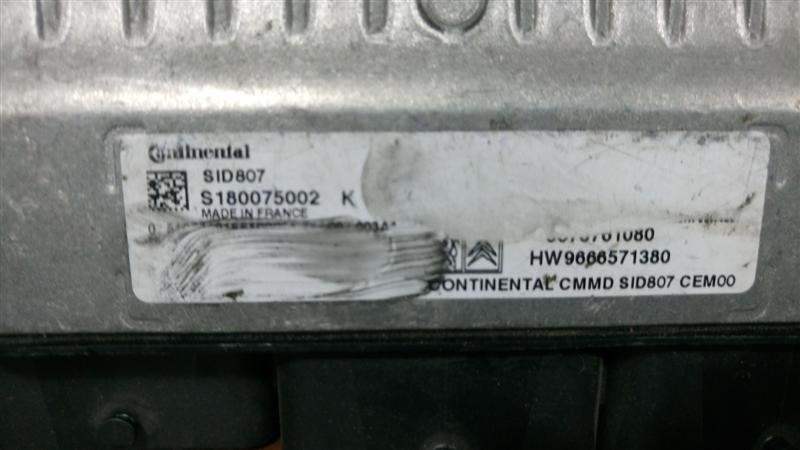 Continental
SID807
S180075002 K
MADE IN FRANCE
HW9666571380
CONTINENTAL CMMD SID807 CEM00